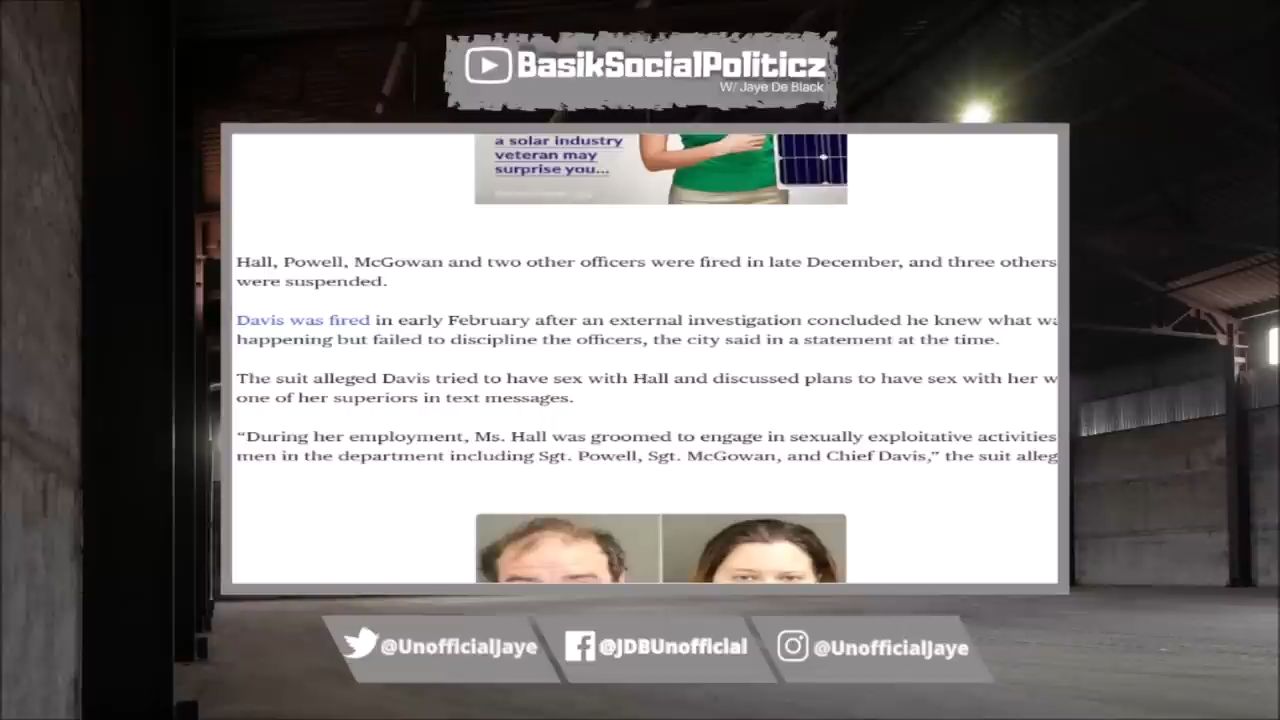 BasikSocialPoliticz
W/ Jaye De Black
a solar industry
veteran may
surprise you...
Hall, Powell, McGowan and two other officers were fired in late December, and three others
were suspended.
Davis was fired in early February after an external investigation concluded he knew what wa
happening but failed to discipline the officers, the city said in a statement at the time.
The suit alleged Davis tried to have sex with Hall and discussed plans to have sex with her w
one of her superiors in text messages.
“During her employment, Ms. Hall was groomed to engage in sexually exploitative activities
men in the department including Sgt. Powell, Sgt. McGowan, and Chief Davis,” the suit alleg
@UnofficialJaye @JDBUnofficial @UnofficialJaye